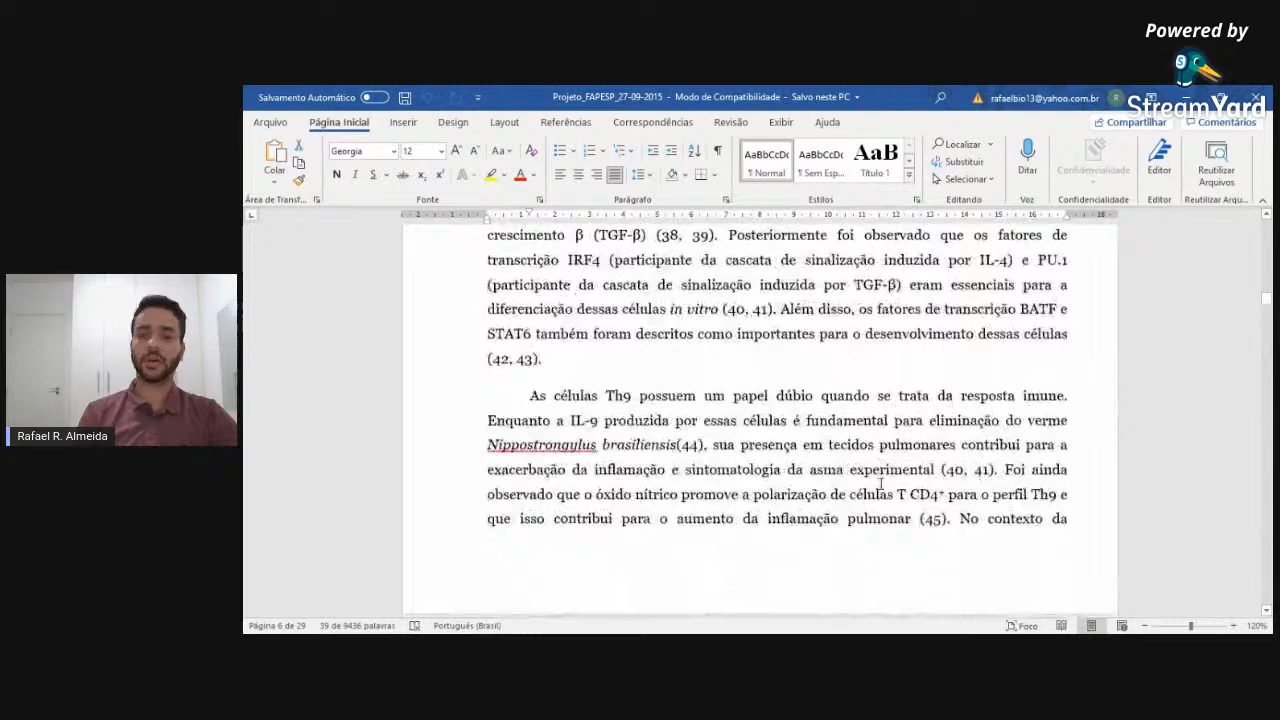 Powered by
StreamYard
Salvamento Automático
Projeto_FAPESP_27-09-2015 - Modo de Compatibilidade - Salvo neste PC
rafaelbio13@yahoo.com.br
R
Arquivo Página Inicial Inserir Design Layout Referências Correspondências Revisão Exibir Ajuda
Compartilhar Comentários
Colar
Georgia 12
N I S
AaBbCcDc AaBbCcDc AaB
¶ Normal ¶ Sem Esp... Título 1
Localizar
Substituir
Selecionar
Ditar
Confidencialidade
Editor
Reutilizar
Arquivos
Área de Transf... Fonte Parágrafo Estilos Editando Voz Confidencialidade Editor Reutilizar Arqu...
crescimento β (TGF-β) (38, 39). Posteriormente foi observado que os fatores de
transcrição IRF4 (participante da cascata de sinalização induzida por IL-4) e PU.1
(participante da cascata de sinalização induzida por TGF-β) eram essenciais para a
diferenciação dessas células in vitro (40, 41). Além disso, os fatores de transcrição BATF e
STAT6 também foram descritos como importantes para o desenvolvimento dessas células
(42, 43).
As células Th9 possuem um papel dúbio quando se trata da resposta imune.
Enquanto a IL-9 produzida por essas células é fundamental para eliminação do verme
Nippostrongylus brasiliensis(44), sua presença em tecidos pulmonares contribui para a
exacerbação da inflamação e sintomatologia da asma experimental (40, 41). Foi ainda
observado que o óxido nítrico promove a polarização de células T CD4⁺ para o perfil Th9 e
que isso contribui para o aumento da inflamação pulmonar (45). No contexto da
Página 6 de 29 39 de 9436 palavras Português (Brasil) Foco 120%
Rafael R. Almeida